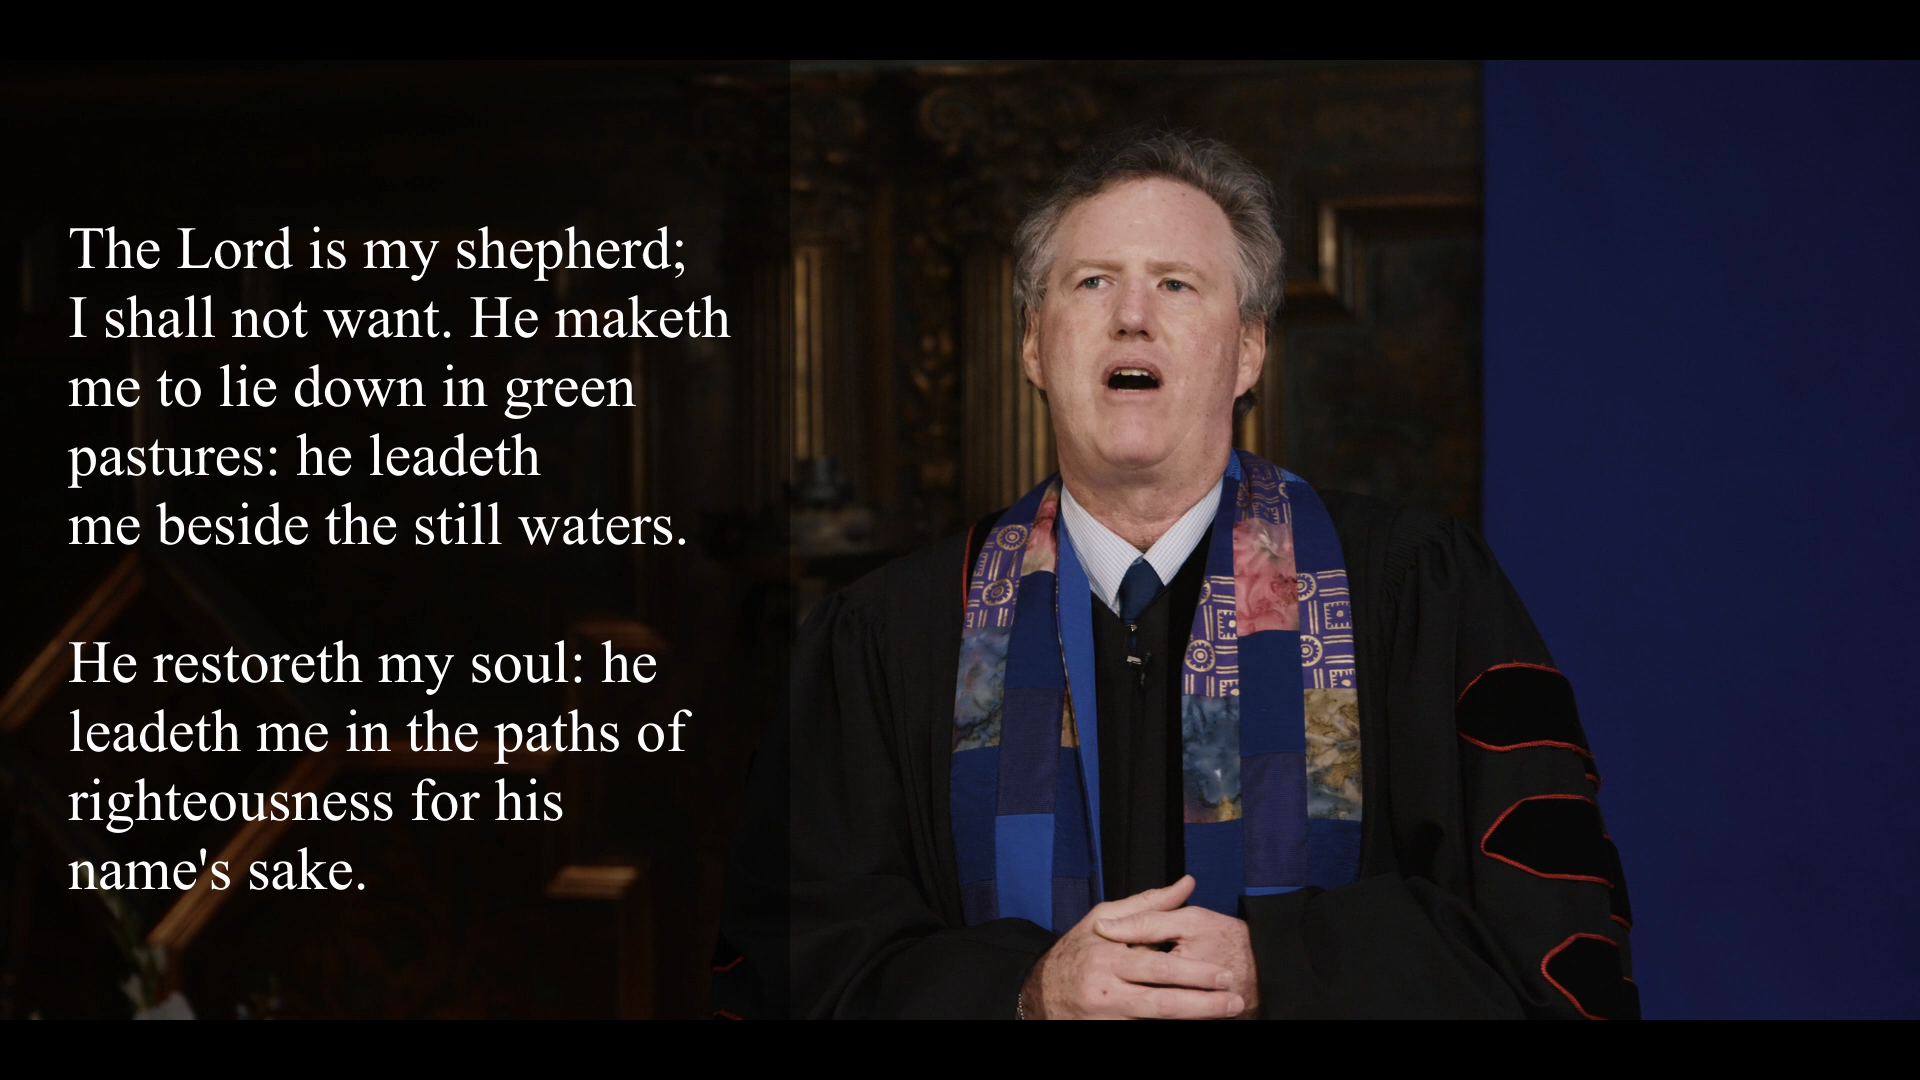 The Lord is my shepherd;
I shall not want. He maketh
me to lie down in green
pastures: he leadeth
me beside the still waters.
He restoreth my soul: he
leadeth me in the paths of
righteousness for his
name's sake.